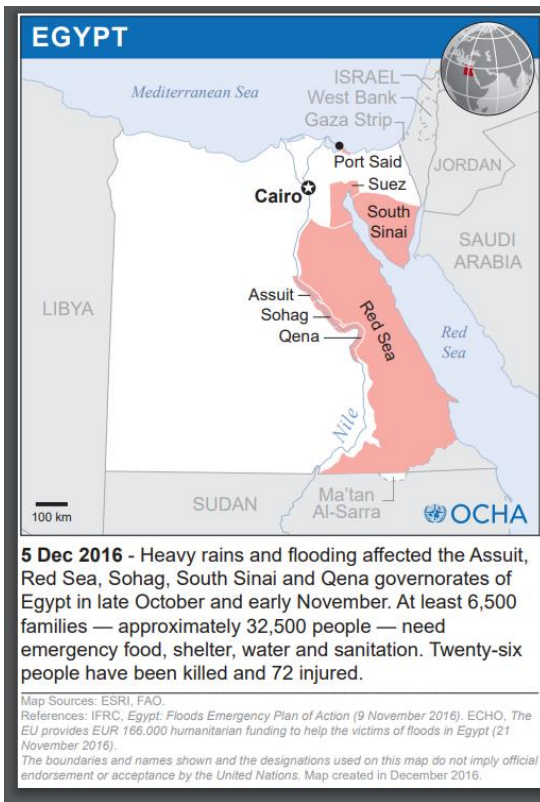 EGYPT
Mediterranean Sea
ISRAEL
West Bank
Gaza Strip
Port Said
JORDAN
Cairo
Suez
South
Sinai
SAUDI
ARABIA
Assuit
Sohag
Qena
LIBYA
Red Sea
Red
Sea
Nile
SUDAN
Ma'tan
Al-Sarra
100 km
OCHA
5 Dec 2016 - Heavy rains and flooding affected the Assuit,
Red Sea, Sohag, South Sinai and Qena governorates of
Egypt in late October and early November. At least 6,500
families — approximately 32,500 people — need
emergency food, shelter, water and sanitation. Twenty-six
people have been killed and 72 injured.
Map Sources: ESRI, FAO.
References: IFRC, Egypt: Floods Emergency Plan of Action (9 November 2016). ECHO, The
EU provides EUR 166.000 humanitarian funding to help the victims of floods in Egypt (21
November 2016).
The boundaries and names shown and the designations used on this map do not imply official
endorsement or acceptance by the United Nations. Map created in December 2016.